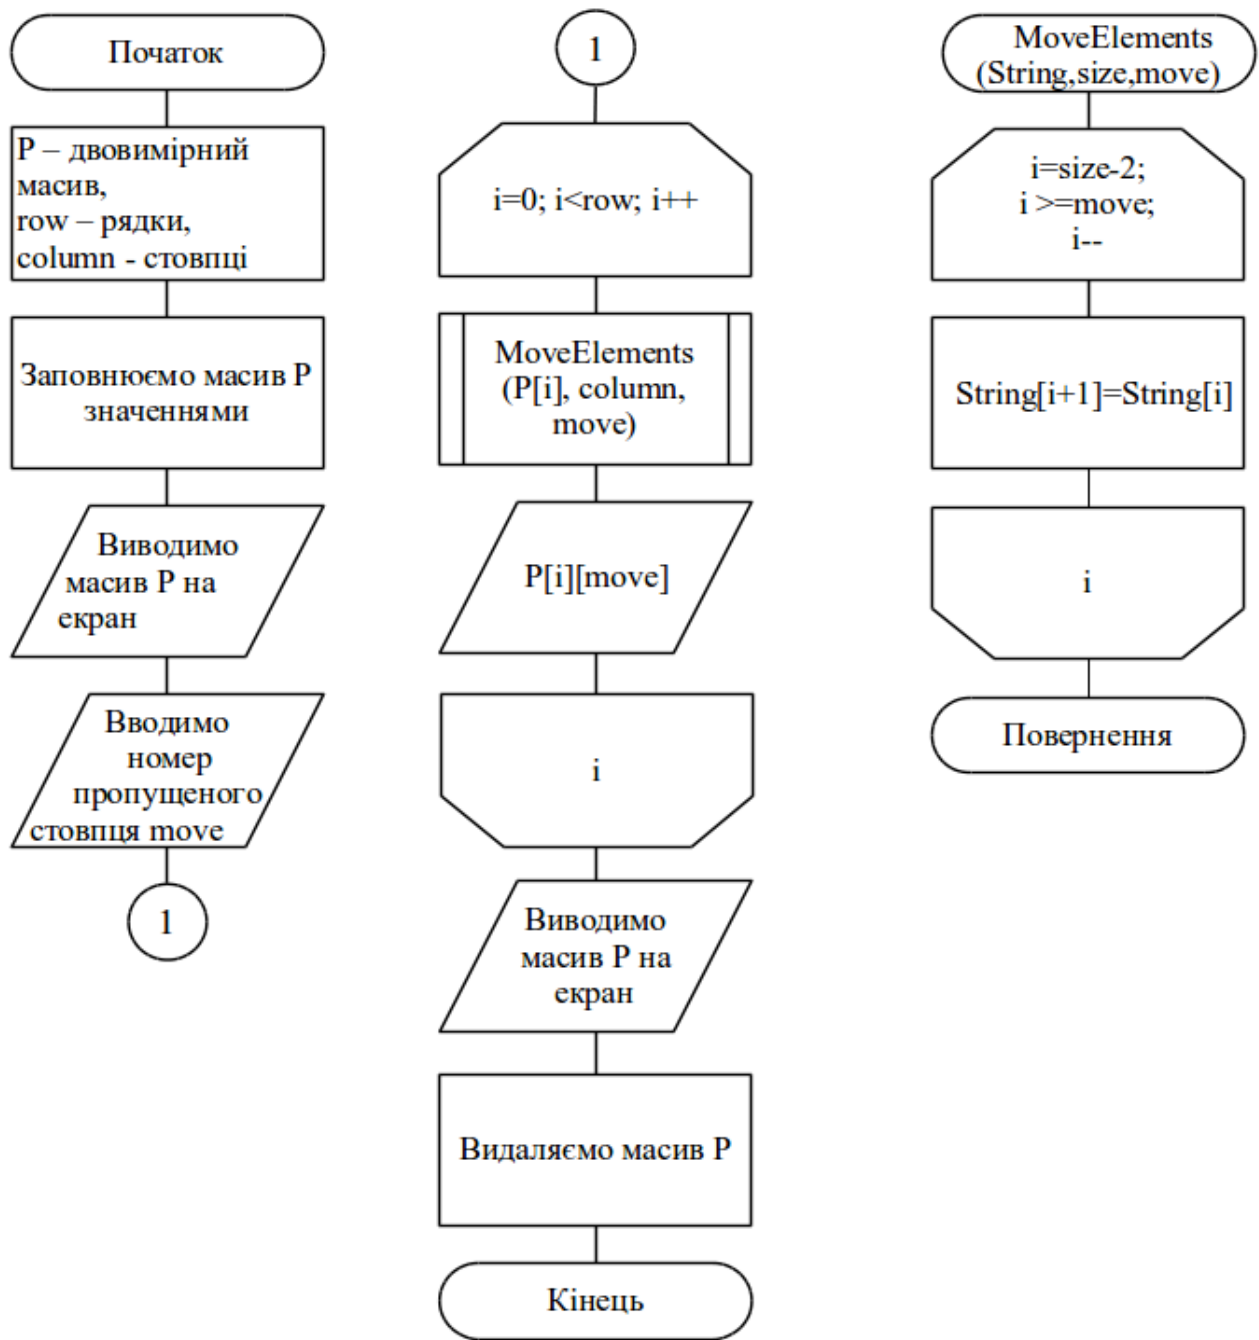 Початок
P – двовимірний
масив,
row – рядки,
column - стовпці
Заповнюємо масив P
значеннями
Виводимо
масив P на
екран
Вводимо
номер
пропущеного
стовпця move
1
1
i=0; i<row; i++
MoveElements
(P[i], column,
move)
P[i][move]
i
Виводимо
масив P на
екран
Видаляємо масив P
Кінець
MoveElements
(String,size,move)
i=size-2;
i >=move;
i--
String[i+1]=String[i]
i
Повернення